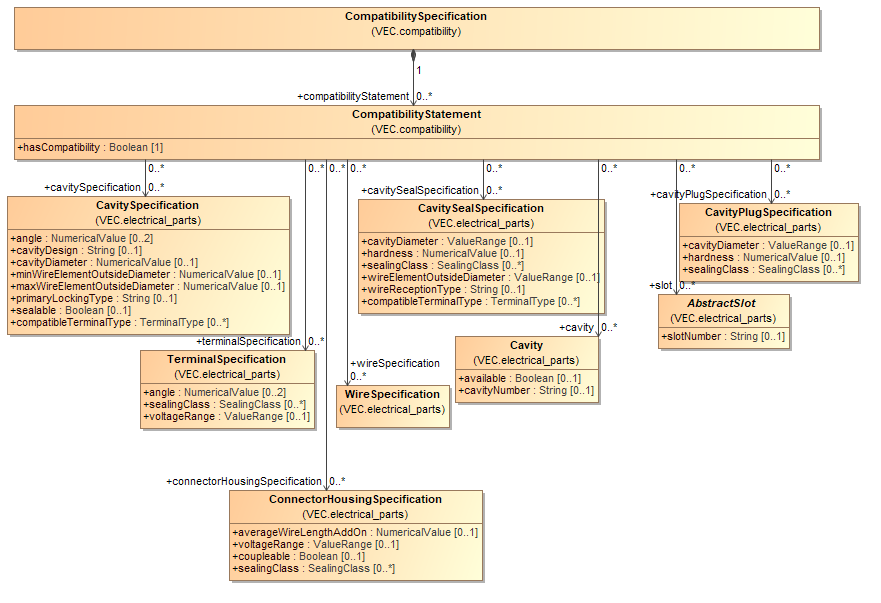 CompatibilitySpecification
(VEC.compatibility)
1
+compatibilityStatement 0..*
CompatibilityStatement
(VEC.compatibility)
+hasCompatibility : Boolean [1]
0..* 0..* 0..* 0..* 0..* 0..* 0..* 0..*
+cavitySpecification 0..*
+cavitySealSpecification 0..*
+cavityPlugSpecification 0..*
CavitySpecification
(VEC.electrical_parts)
+angle : NumericalValue [0..2]
+cavityDesign : String [0..1]
+cavityDiameter : NumericalValue [0..1]
+minWireElementOutsideDiameter : NumericalValue [0..1]
+maxWireElementOutsideDiameter : NumericalValue [0..1]
+primaryLockingType : String [0..1]
+sealable : Boolean [0..1]
+compatibleTerminalType : TerminalType [0..*]
CavitySealSpecification
(VEC.electrical_parts)
+cavityDiameter : ValueRange [0..1]
+hardness : NumericalValue [0..1]
+sealingClass : SealingClass [0..*]
+wireElementOutsideDiameter : ValueRange [0..1]
+wireReceptionType : String [0..1]
+compatibleTerminalType : TerminalType [0..*]
CavityPlugSpecification
(VEC.electrical_parts)
+cavityDiameter : ValueRange [0..1]
+hardness : NumericalValue [0..1]
+sealingClass : SealingClass [0..*]
+slot 0..*
AbstractSlot
(VEC.electrical_parts)
+slotNumber : String [0..1]
+cavity 0..*
Cavity
(VEC.electrical_parts)
+available : Boolean [0..1]
+cavityNumber : String [0..1]
+terminalSpecification 0..*
TerminalSpecification
(VEC.electrical_parts)
+angle : NumericalValue [0..2]
+sealingClass : SealingClass [0..*]
+voltageRange : ValueRange [0..1]
+wireSpecification
0..*
WireSpecification
(VEC.electrical_parts)
+connectorHousingSpecification 0..*
ConnectorHousingSpecification
(VEC.electrical_parts)
+averageWireLengthAddOn : NumericalValue [0..1]
+voltageRange : ValueRange [0..1]
+coupleable : Boolean [0..1]
+sealingClass : SealingClass [0..*]